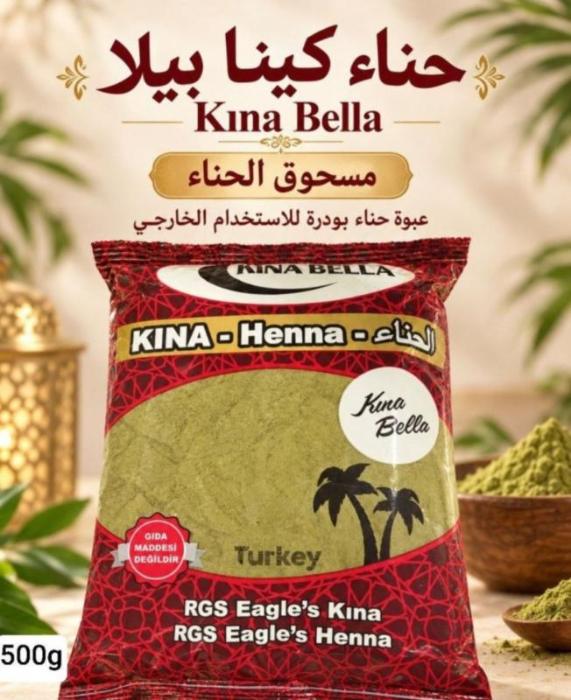 حناء كينا بيلا
Kına Bella
مسحوق الحناء
عبوة حناء بودرة للاستخدام الخارجي
KINA BELLA
KINA - Henna - الحناء
Kına
Bella
GIDA
MADDESİ
DEĞİLDİR
Turkey
RGS Eagle's Kına
RGS Eagle's Henna
500g